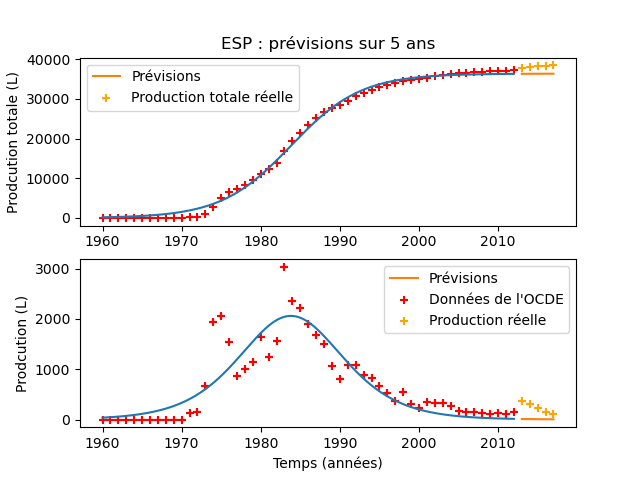 ESP : prévisions sur 5 ans
Prodcution totale (L)
40000
30000
20000
10000
0
Prévisions
Production totale réelle
1960 1970 1980 1990 2000 2010
Prodcution (L)
3000
2000
1000
0
Prévisions
Données de l'OCDE
Production réelle
1960 1970 1980 1990 2000 2010
Temps (années)